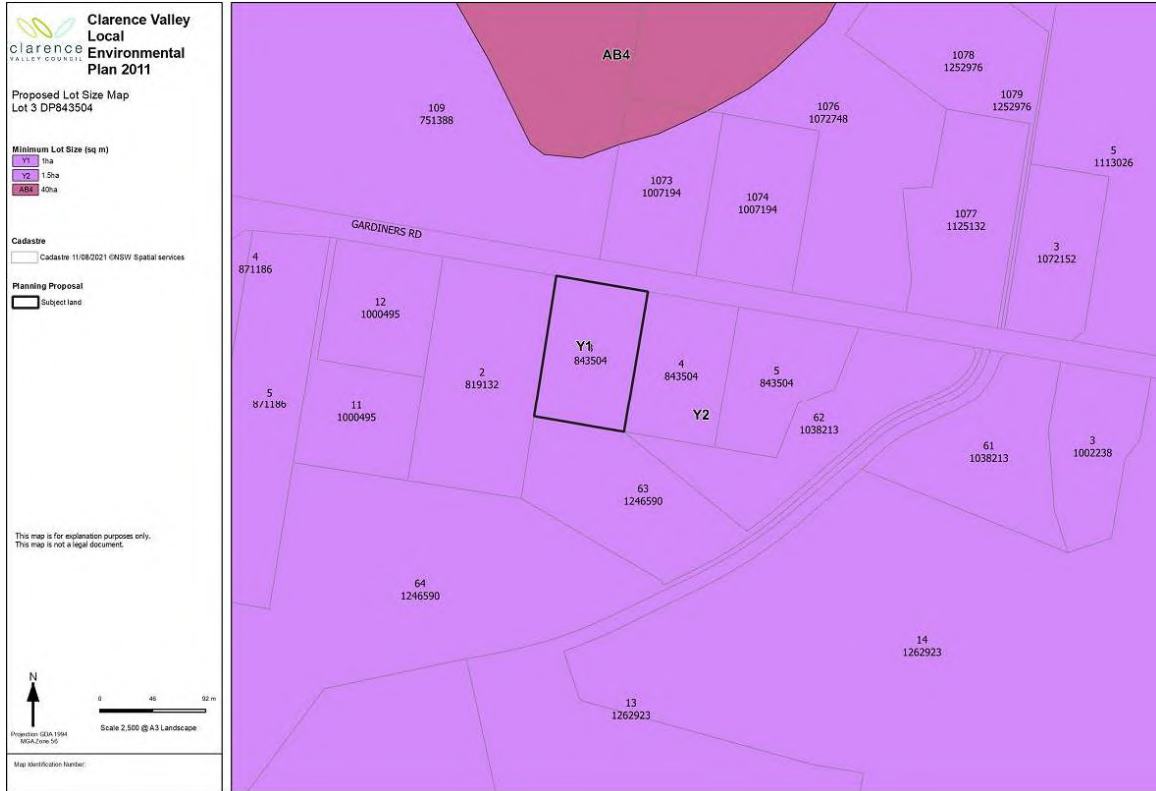 clarence
VALLEY COUNCIL
Clarence Valley
Local
Environmental
Plan 2011
Proposed Lot Size Map
Lot 3 DP843504
Minimum Lot Size (sq m)
Y1 1ha
Y2 1.5ha
AB4 40ha
Cadastre
Cadastre 11/08/2021 ©NSW Spatial services
Planning Proposal
Subject land
This map is for explanation purposes only.
This map is not a legal document.
N
Projection GDA 1994
MGA Zone 56
0 46 92 m
Scale 2,500 @ A3 Landscape
Map Identification Number:
AB4
109
751388
1076
1072748
1078
1252976
1079
1252976
5
1113026
1073
1007194
1074
1007194
1077
1125132
3
1072152
GARDINERS RD
4
871186
12
1000495
5
871186
11
1000495
2
819132
Y1
843504
4
843504
5
843504
Y2
62
1038213
61
1038213
3
1002238
63
1246590
64
1246590
14
1262923
13
1262923